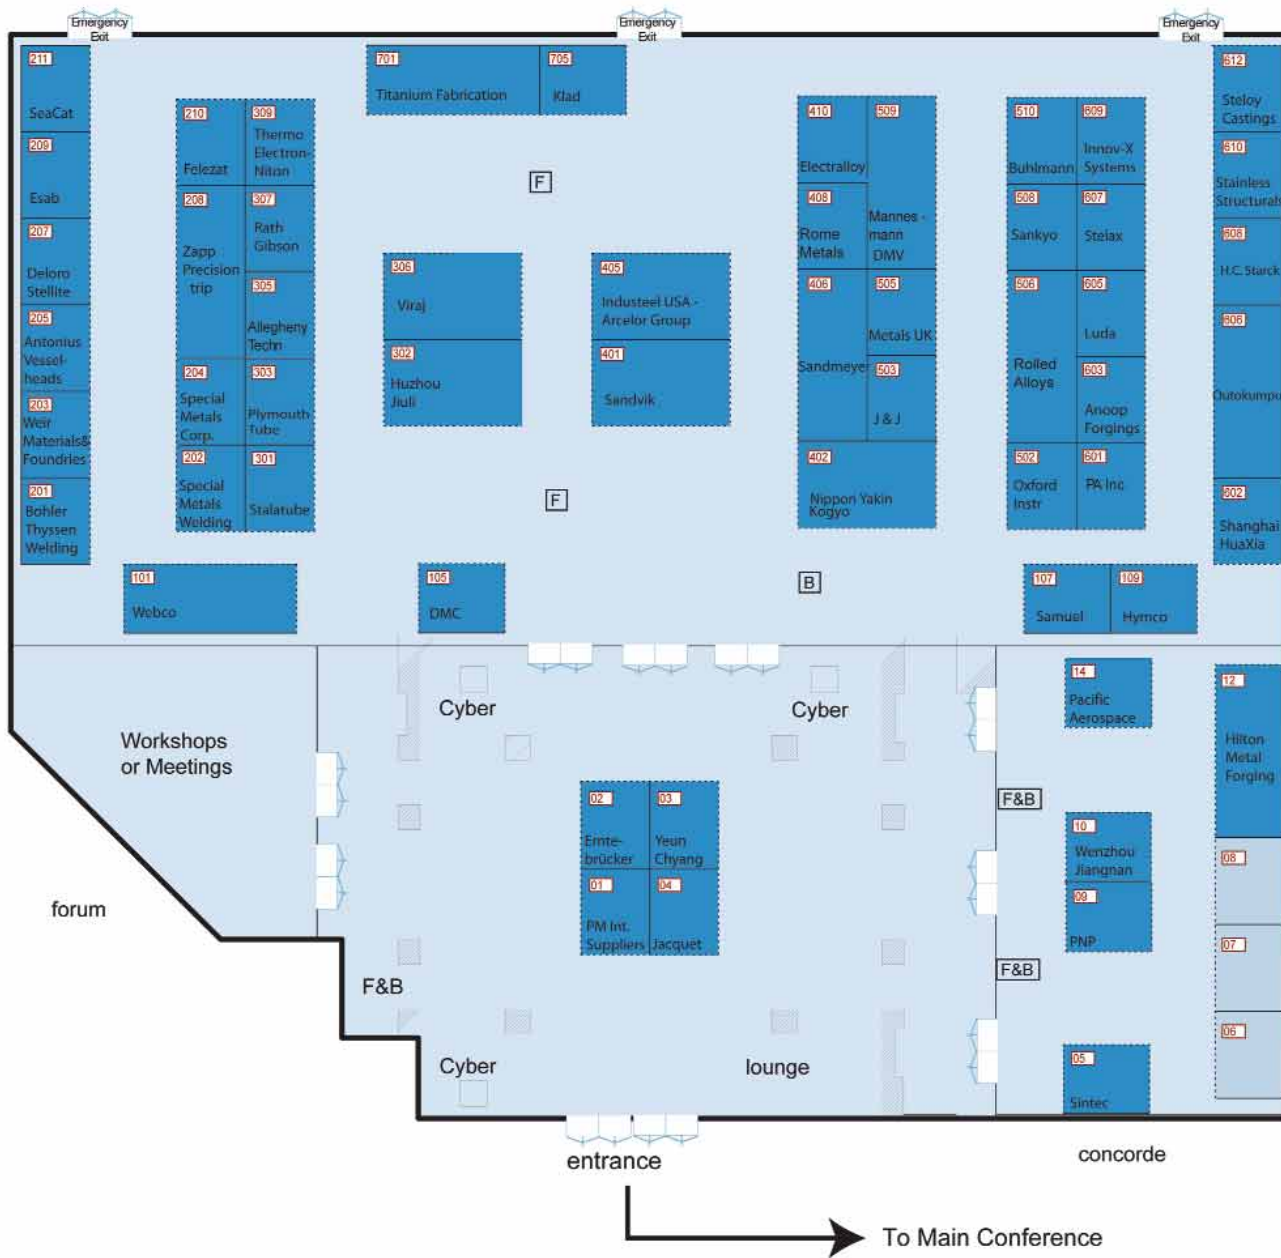 Emergency
Exit
Emergency
Exit
Emergency
Exit
211
SeaCat
209
Esab
207
Deloro
Stellite
205
Antonius
Vessel-
heads
203
Weir
Materials&
Foundries
201
Bohler
Thyssen
Welding
210
Felezat
309
Thermo
Electron-
Niton
208
Zapp
Precision
trip
307
Rath
Gibson
305
Allegheny
Techn
204
Special
Metals
Corp.
303
Plymouth
Tube
202
Special
Metals
Welding
301
Stalatube
701
Titanium Fabrication
705
Klad
F
306
Viraj
302
Huzhou
Jiuli
405
Industeel USA -
Arcelor Group
401
Sandvik
F
410
Electralloy
509
Mannes -
mann
DMV
408
Rome
Metals
406
Sandmeyer
505
Metals UK
503
J & J
402
Nippon Yakin
Kogyo
510
Buhlmann
609
Innov-X
Systems
508
Sankyo
607
Stelax
506
Rolled
Alloys
605
Luda
603
Anoop
Forgings
502
Oxford
Instr
601
PA Inc
612
Steloy
Castings
610
Stainless
Structurals
608
H.C. Starck
606
Outokumpu
602
Shanghai
HuaXia
101
Webco
105
DMC
B
107
Samuel
109
Hymco
Workshops
or Meetings
Cyber
Cyber
14
Pacific
Aerospace
12
Hilton
Metal
Forging
02
Ernte-
brücker
03
Yeun
Chyang
01
PM Int.
Suppliers
04
Jacquet
F&B
10
Wenzhou
Jiangnan
09
PNP
08
07
06
forum
F&B
F&B
Cyber
lounge
05
Sintec
entrance
concorde
To Main Conference